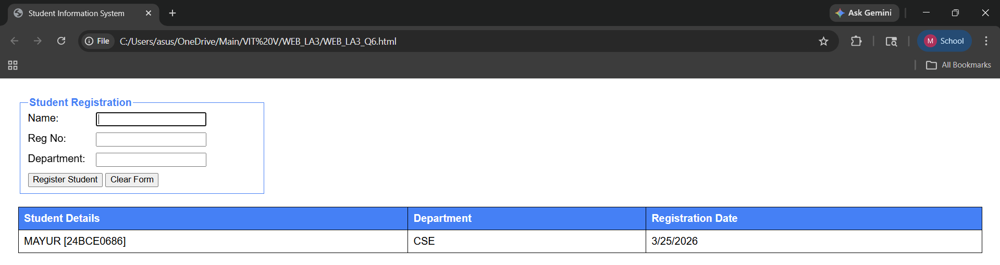 Student Information System
Ask Gemini
File C:/Users/asus/OneDrive/Main/VIT%20V/WEB_LA3/WEB_LA3_Q6.html
M School
All Bookmarks
Student Registration
Name:
Reg No:
Department:
Register Student Clear Form
Student Details Department Registration Date
MAYUR [24BCE0686] CSE 3/25/2026